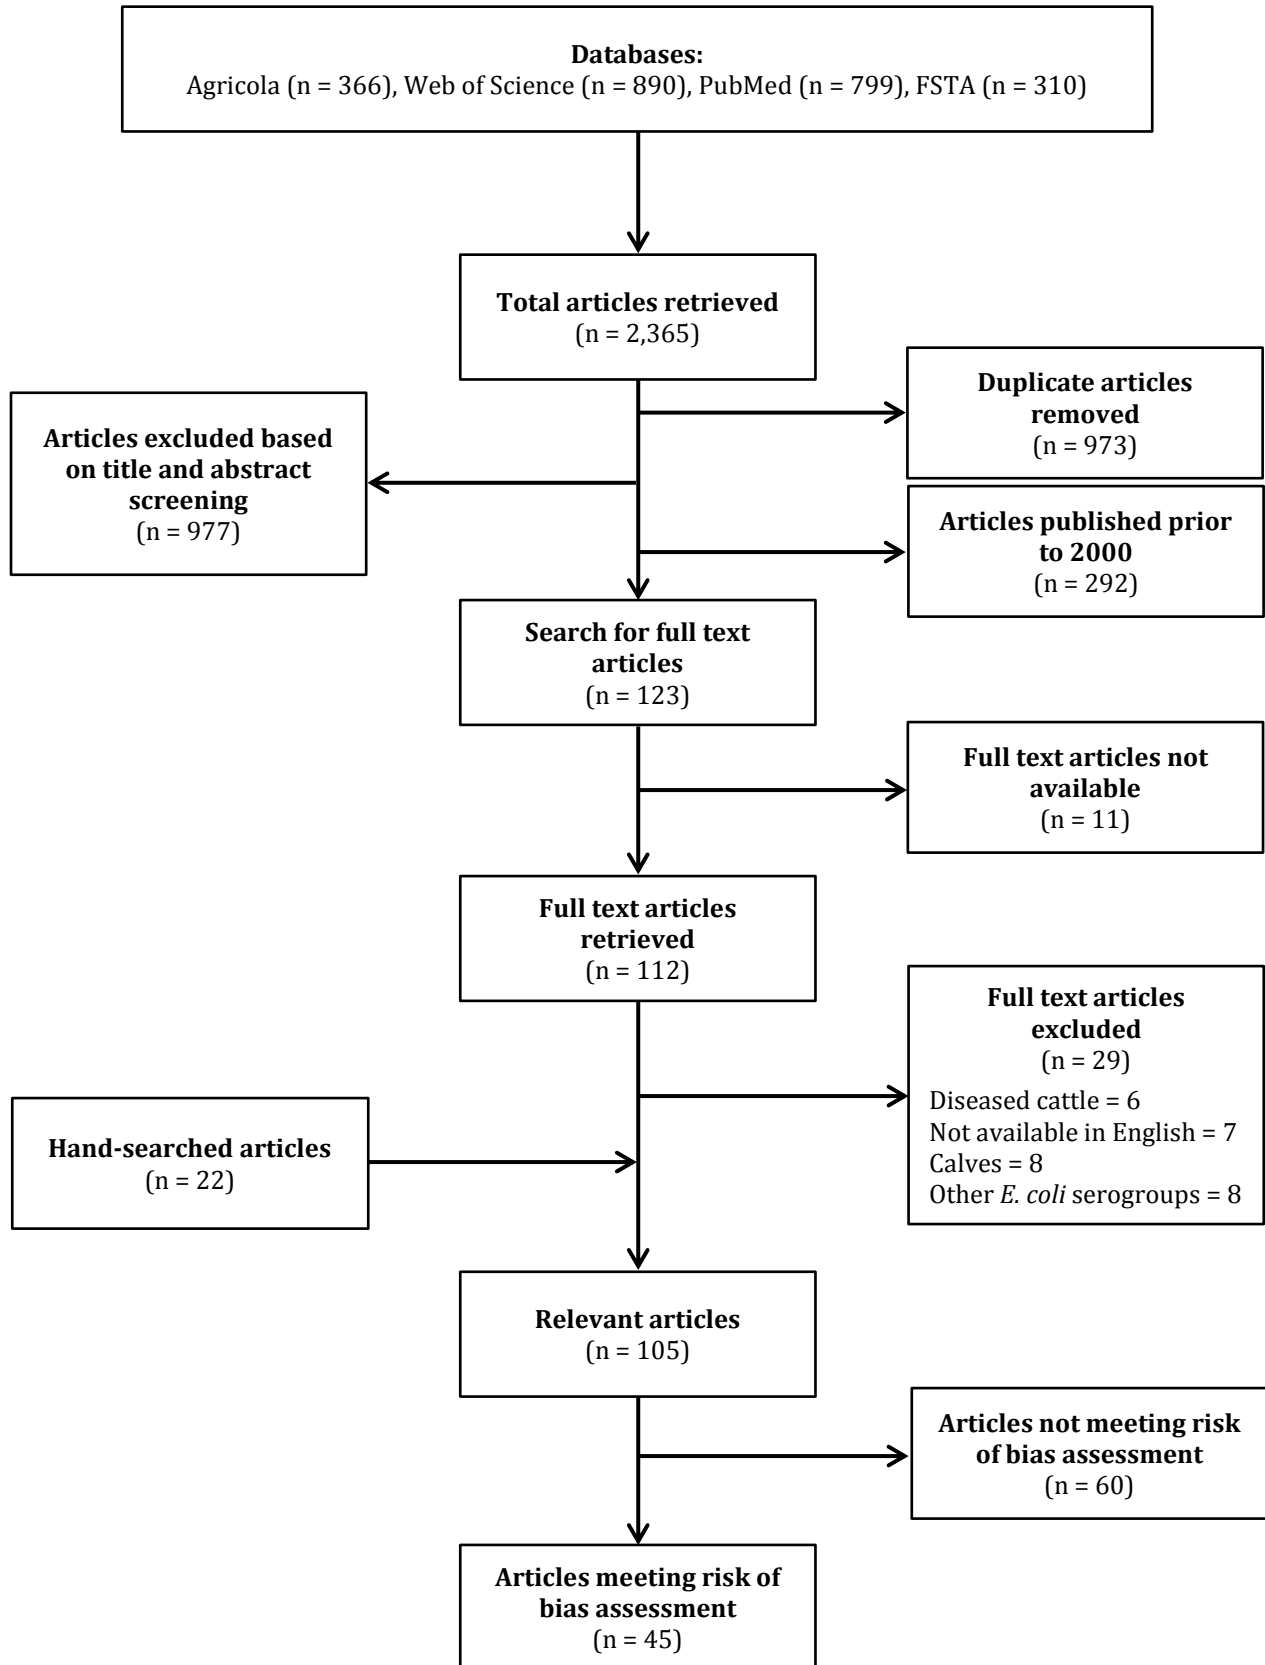 Databases:
Agricola (n = 366), Web of Science (n = 890), PubMed (n = 799), FSTA (n = 310)
Total articles retrieved
(n = 2,365)
Duplicate articles
removed
(n = 973)
Articles excluded based
on title and abstract
screening
(n = 977)
Articles published prior
to 2000
(n = 292)
Search for full text
articles
(n = 123)
Full text articles not
available
(n = 11)
Full text articles
retrieved
(n = 112)
Full text articles
excluded
(n = 29)
Diseased cattle = 6
Not available in English = 7
Calves = 8
Other E. coli serogroups = 8
Hand-searched articles
(n = 22)
Relevant articles
(n = 105)
Articles not meeting risk
of bias assessment
(n = 60)
Articles meeting risk of
bias assessment
(n = 45)